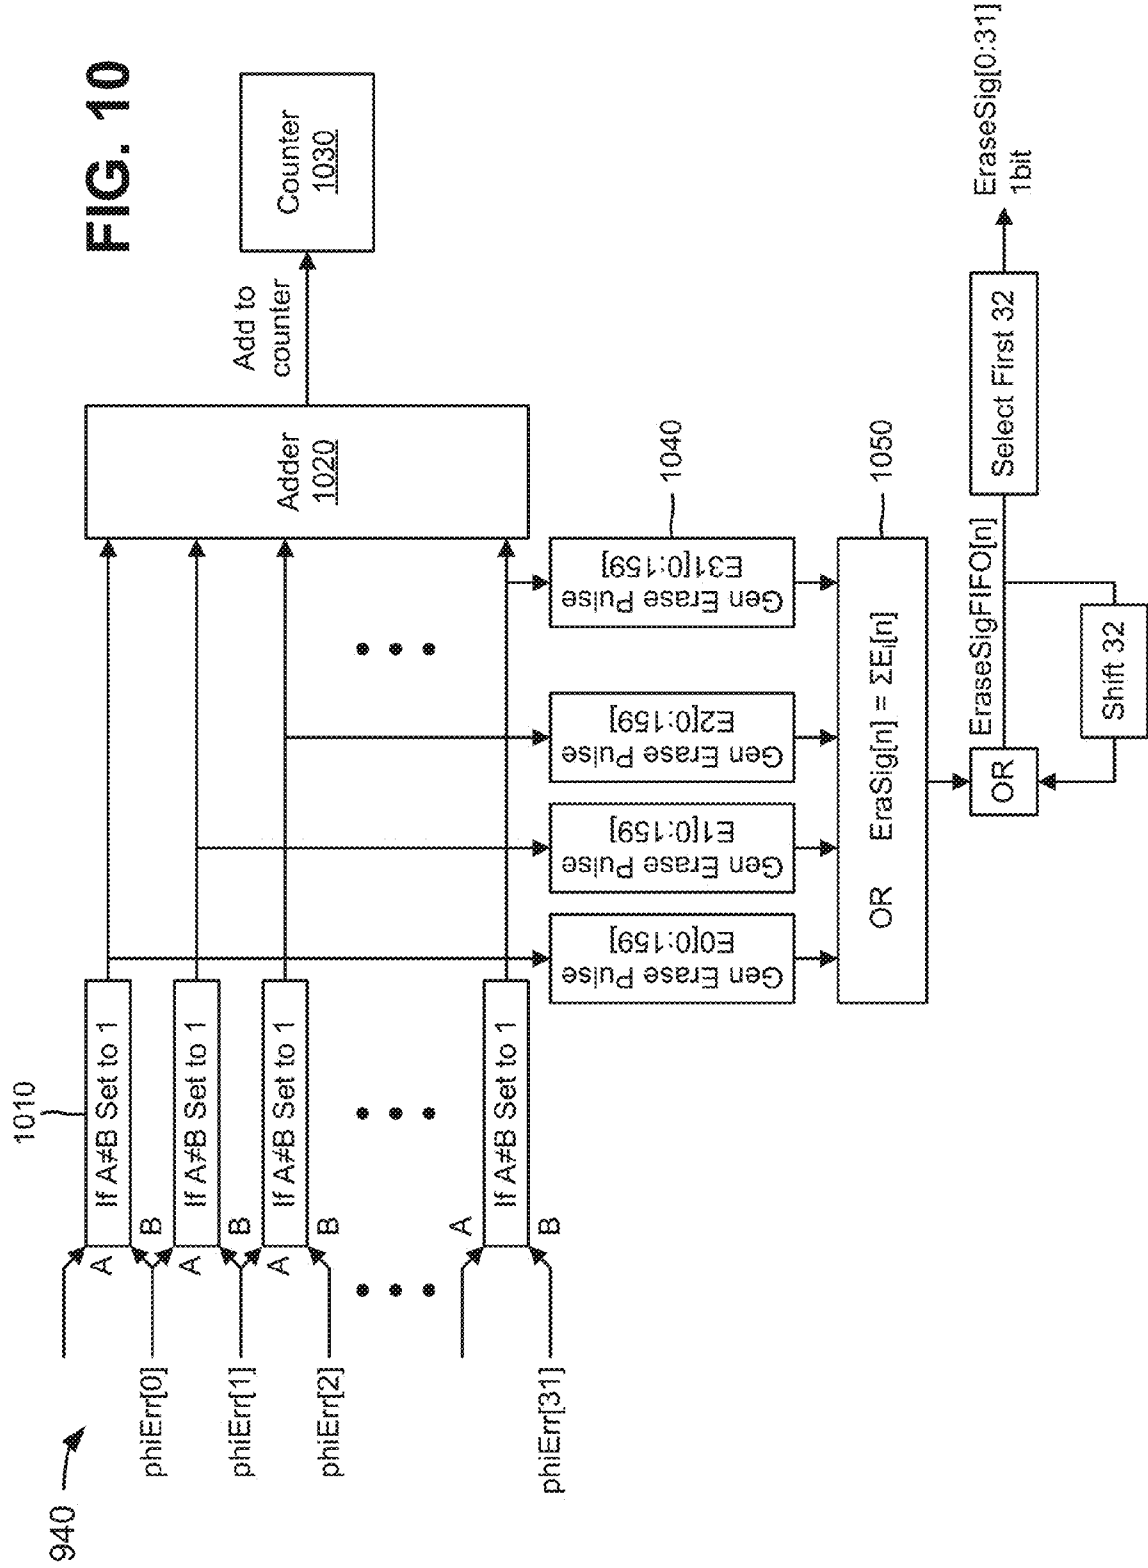 FIG. 10
940
1010
A
If A≠B Set to 1
B
phiErr[0]
A
If A≠B Set to 1
B
phiErr[1]
A
If A≠B Set to 1
B
phiErr[2]
A
If A≠B Set to 1
B
phiErr[31]
Adder
1020
Add to
counter
Counter
1030
Gen Erase Pulse
E0[0:159]
Gen Erase Pulse
E1[0:159]
Gen Erase Pulse
E2[0:159]
Gen Erase Pulse
E31[0:159]
1040
OR EraSig[n] = ΣEi[n]
1050
OR
EraseSigFIFO[n]
Shift 32
Select First 32
EraseSig[0:31]
1bit